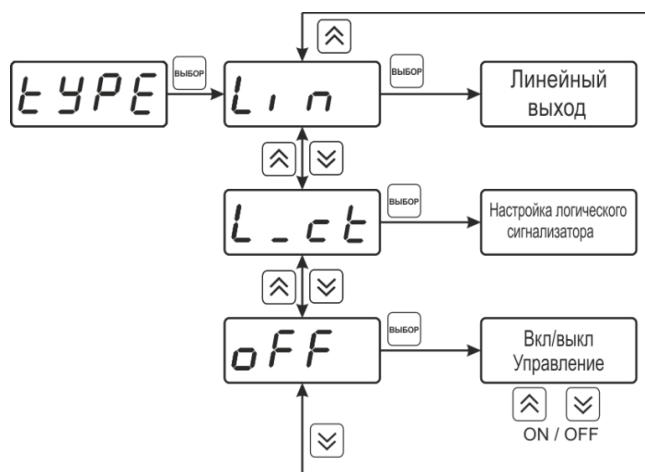 tYPE
ВЫБОР
Lin
ВЫБОР
Линейный
выход
L_ct
ВЫБОР
Настройка логического
сигнализатора
oFF
ВЫБОР
Вкл/выкл
Управление
ON / OFF